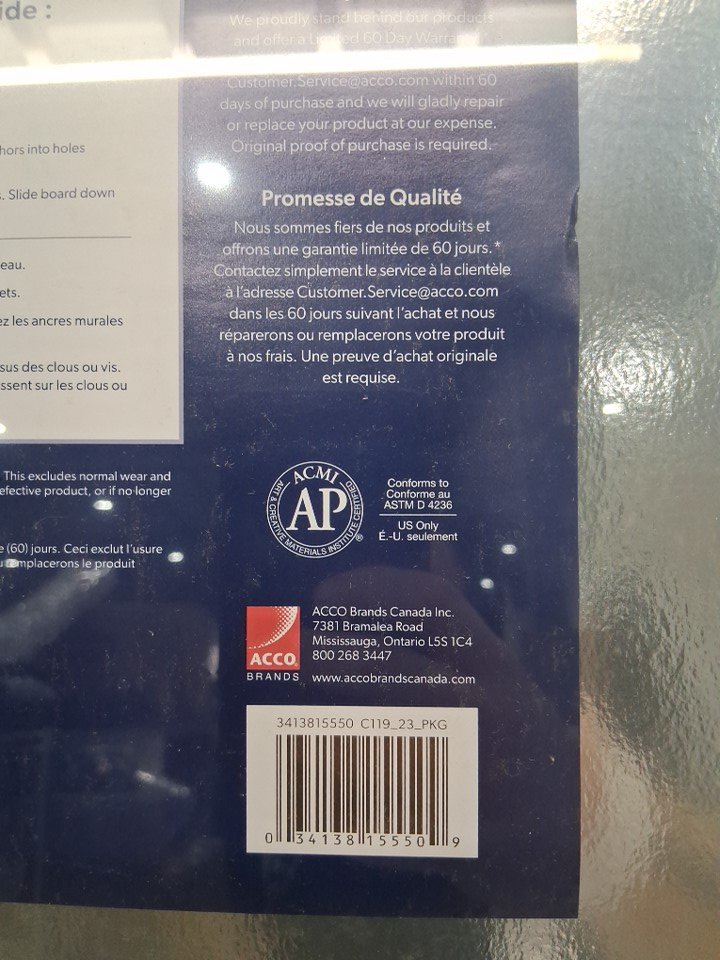 ide :
hors into holes
. Slide board down
eau.
ets.
ez les ancres murales
sus des clous ou vis.
issent sur les clous ou
This excludes normal wear and
efective product, or if no longer
e (60) jours. Ceci exclut l'usure
remplacerons le produit
We proudly stand behind our products
and offer a Limited 60 Day Warranty.
Customer.Service@acco.com within 60
days of purchase and we will gladly repair
or replace your product at our expense.
Original proof of purchase is required.
Promesse de Qualité
Nous sommes fiers de nos produits et
offrons une garantie limitée de 60 jours.*
Contactez simplement le service à la clientèle
à l'adresse Customer.Service@acco.com
dans les 60 jours suivant l'achat et nous
réparerons ou remplacerons votre produit
à nos frais. Une preuve d'achat originale
est requise.
ACMI
AP
ART & CREATIVE MATERIALS INSTITUTE CERTIFIED
®
Conforms to
Conforme au
ASTM D 4236
US Only
É.-U. seulement
ACCO
BRANDS
ACCO Brands Canada Inc.
7381 Bramalea Road
Mississauga, Ontario L5S 1C4
800 268 3447
www.accobrandscanada.com
3413815550 C119_23_PKG
0 34138 15550 9